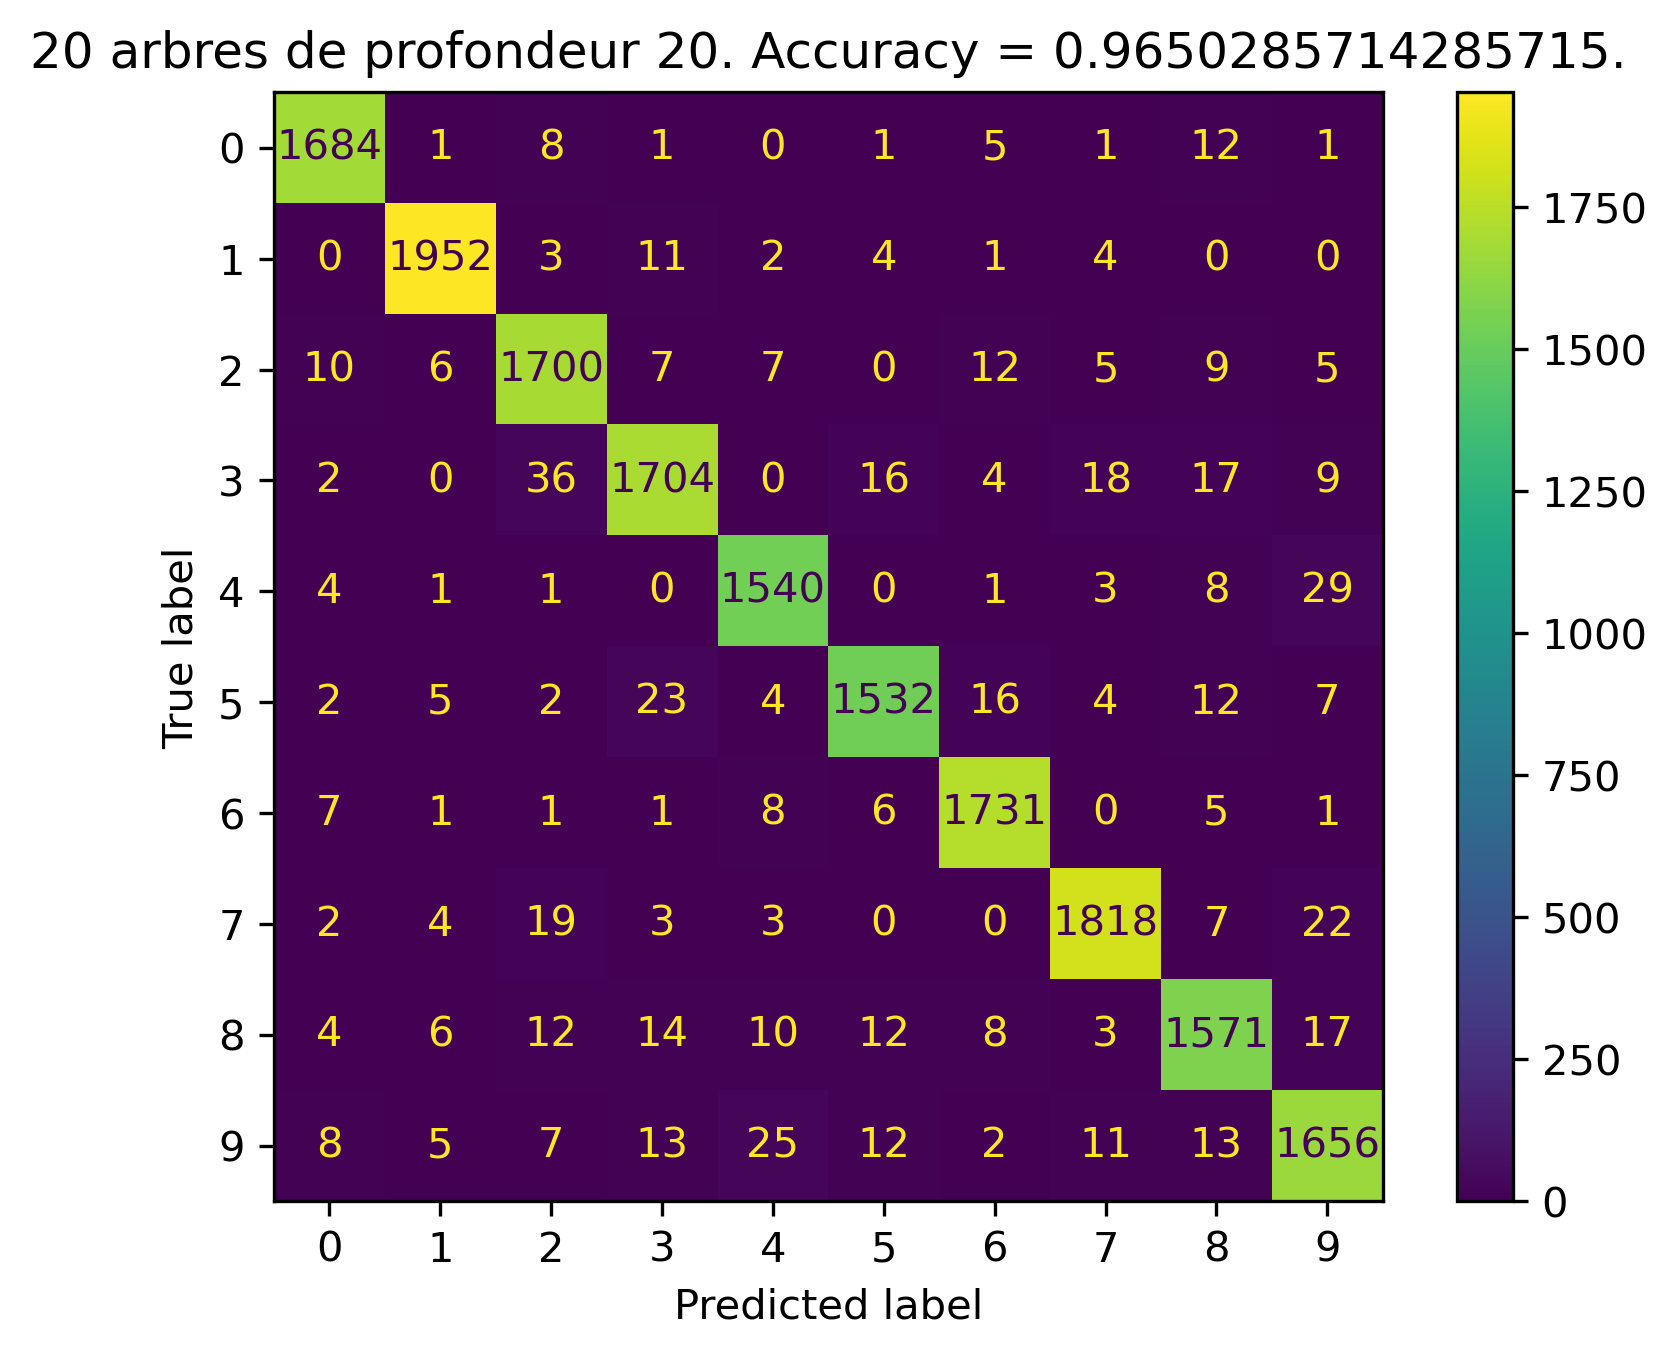 20 arbres de profondeur 20. Accuracy = 0.9650285714285715.
0 1684 1 8 1 0 1 5 1 12 1
1 0 1952 3 11 2 4 1 4 0 0
2 10 6 1700 7 7 0 12 5 9 5
3 2 0 36 1704 0 16 4 18 17 9
4 4 1 1 0 1540 0 1 3 8 29
5 2 5 2 23 4 1532 16 4 12 7
6 7 1 1 1 8 6 1731 0 5 1
7 2 4 19 3 3 0 0 1818 7 22
8 4 6 12 14 10 12 8 3 1571 17
9 8 5 7 13 25 12 2 11 13 1656
0 1 2 3 4 5 6 7 8 9
Predicted label
True label
1750
1500
1250
1000
750
500
250
0